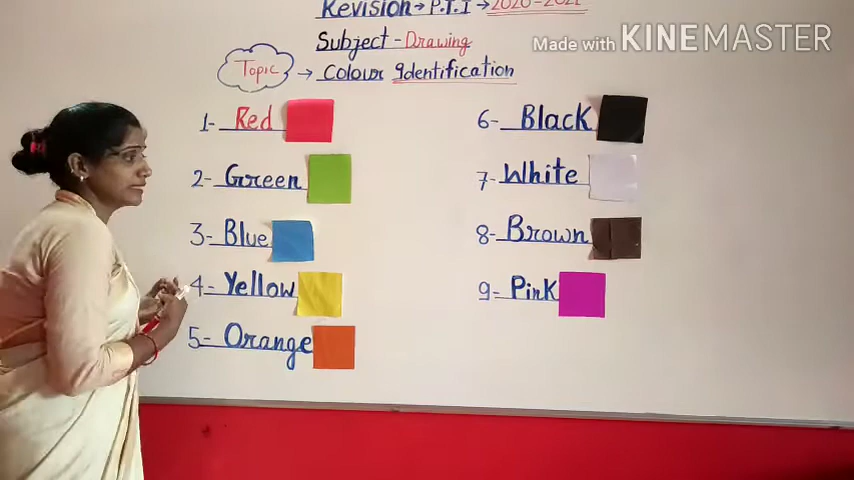 Revision → P.T.I → 2020-2021
Subject - Drawing
Made with KINEMASTER
Topic → Colour Identification
1- Red
2- Green
3- Blue
4- Yellow
5- Orange
6- Black
7- White
8- Brown
9- Pink